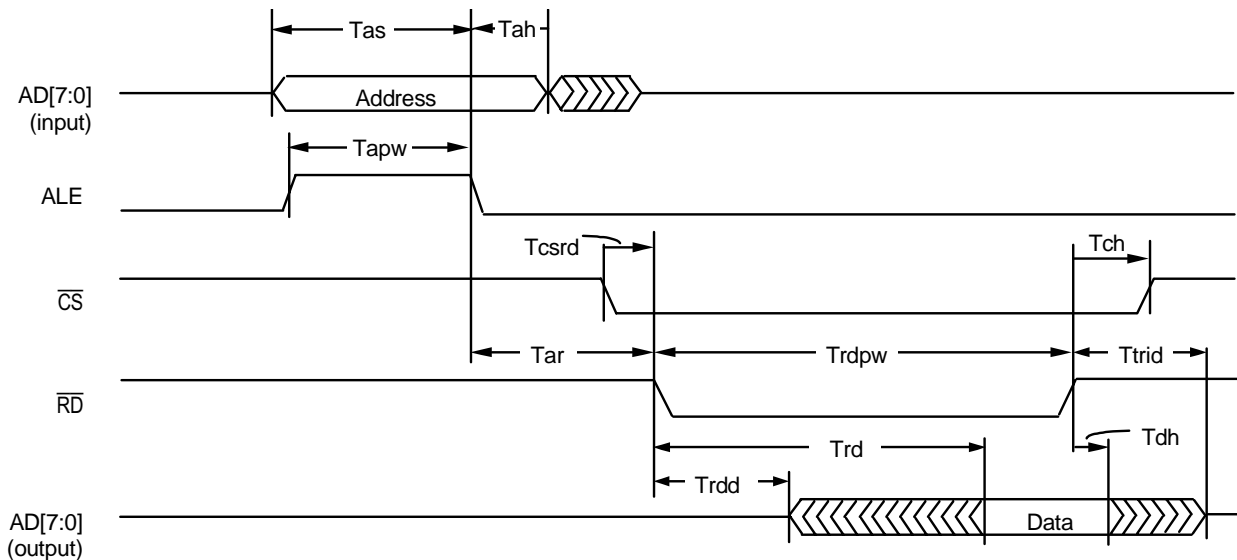 Tas
Tah
AD[7:0]
(input)
Address
Tapw
ALE
Tcsrd
Tch
CS
Tar
Trdpw
Ttrid
RD
Trd
Tdh
Trdd
AD[7:0]
(output)
Data